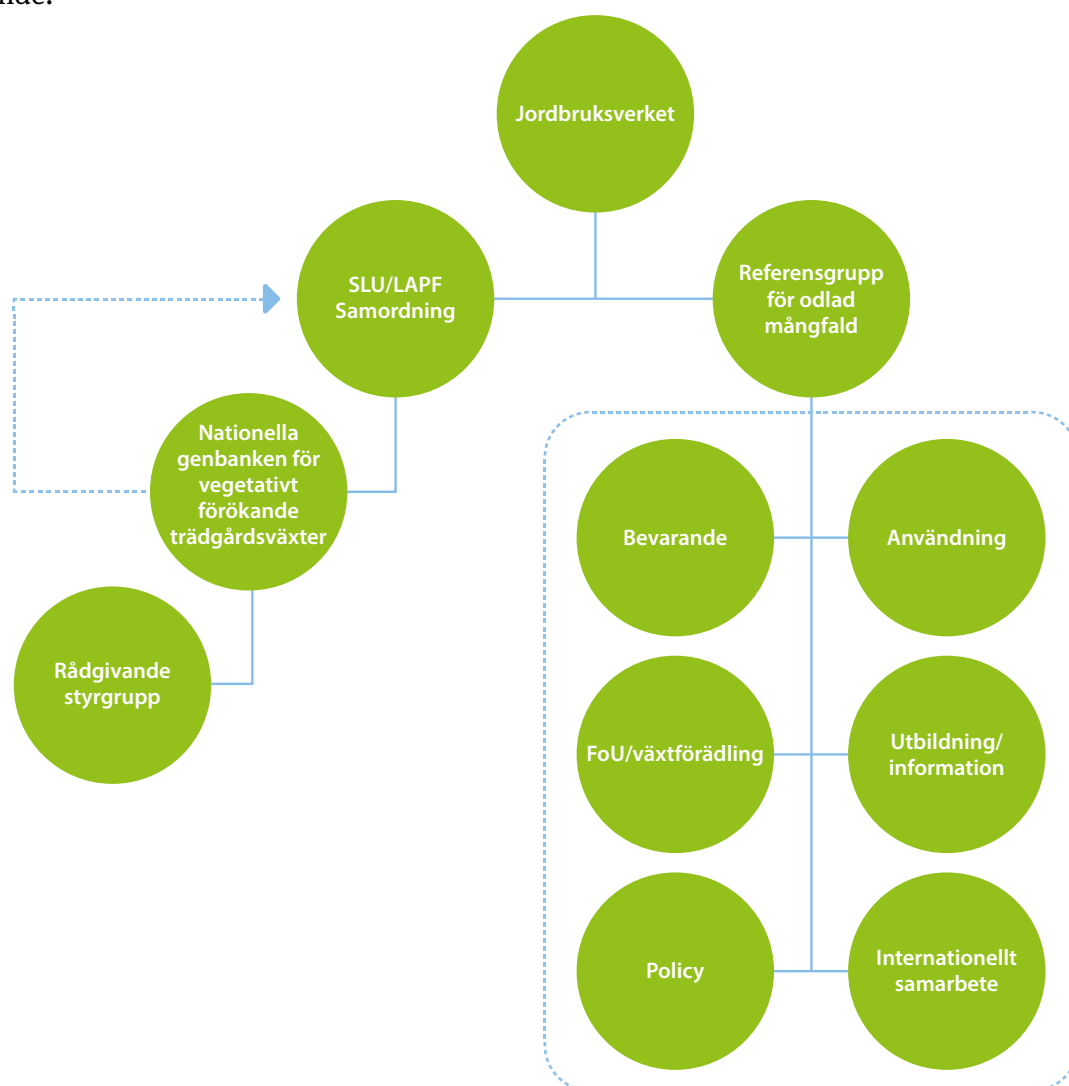 Jordbruksverket
SLU/LAPF
Samordning
Referensgrupp
för odlad
mångfald
Nationella
genbanken för
vegetativt
förökande
trädgårdsväxter
Rådgivande
styrgrupp
Bevarande
Användning
FoU/växtförädling
Utbildning/
information
Policy
Internationellt
samarbete